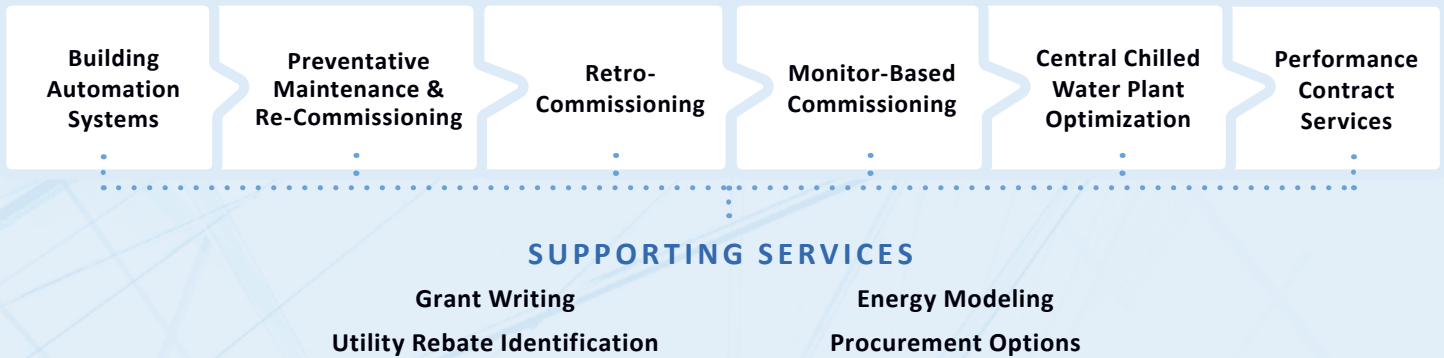 Building
Automation
Systems
Preventative
Maintenance &
Re-Commissioning
Retro-
Commissioning
Monitor-Based
Commissioning
Central Chilled
Water Plant
Optimization
Performance
Contract
Services
SUPPORTING SERVICES
Grant Writing
Energy Modeling
Utility Rebate Identification
Procurement Options